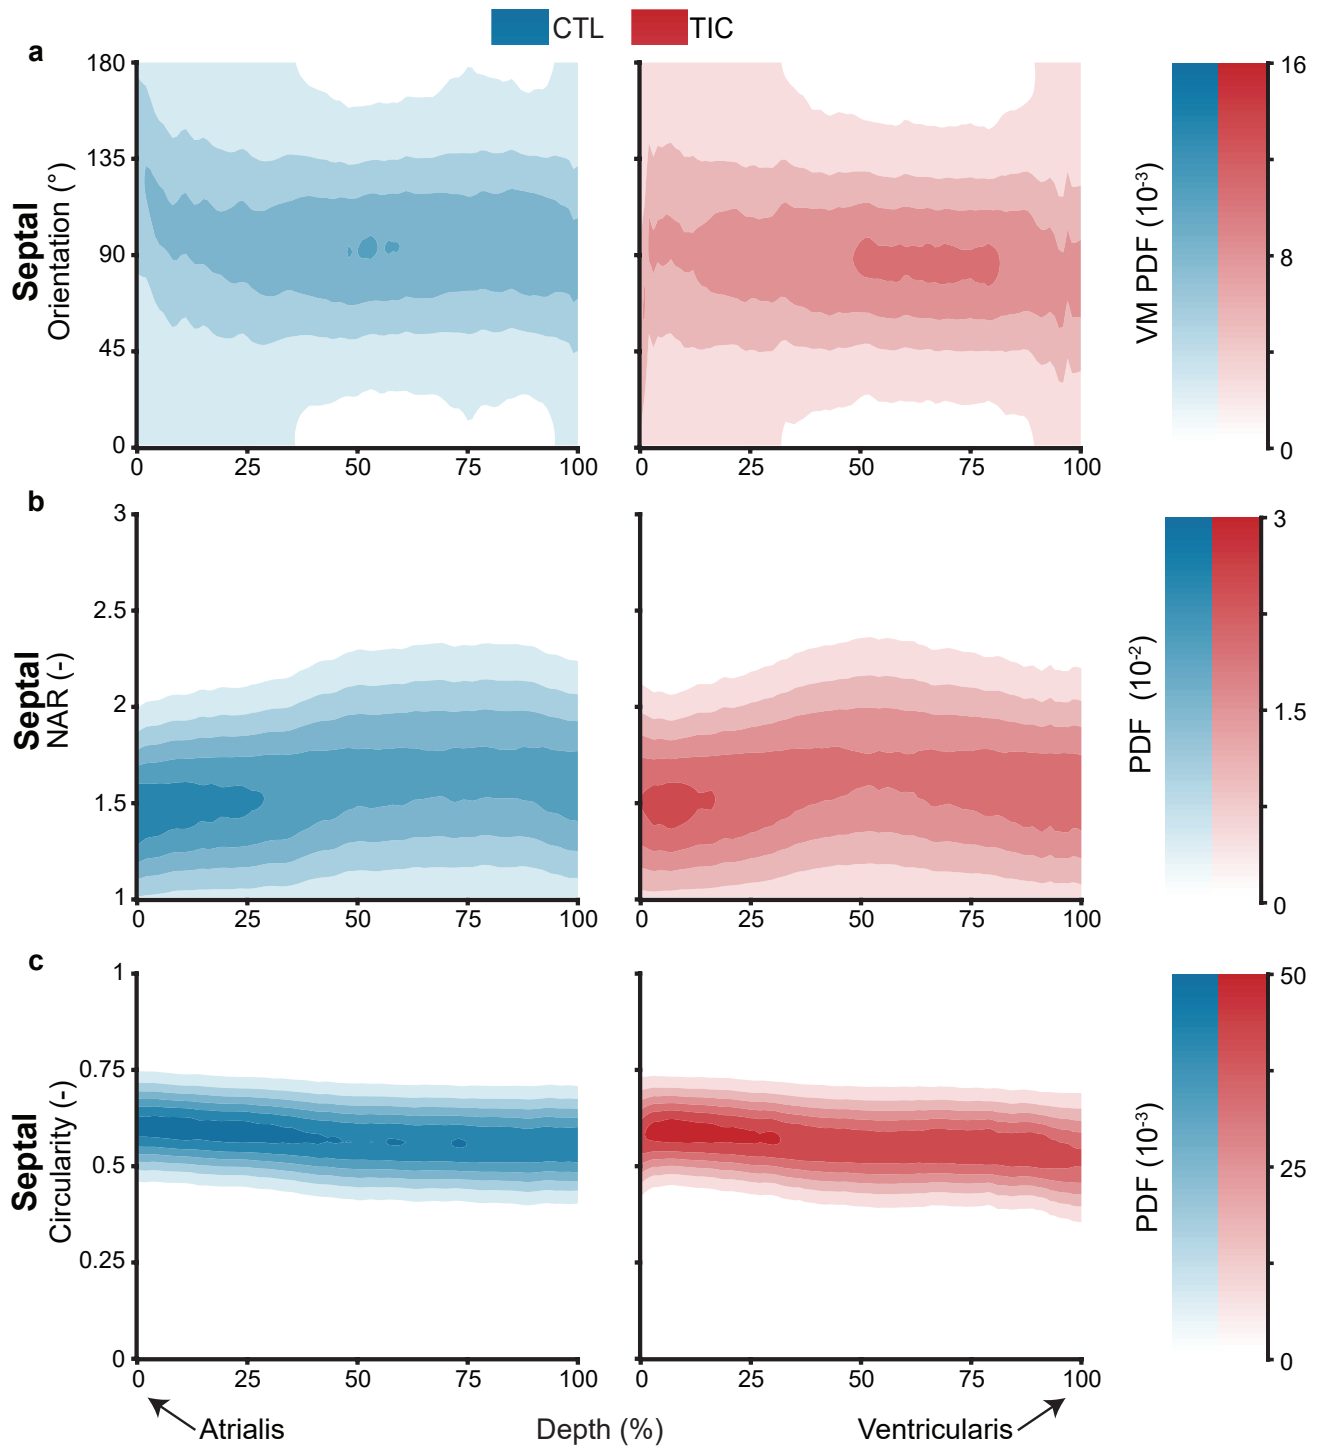 CTL TIC
a
Septal
Orientation (°)
180
135
90
45
0
0 25 50 75 100
0 25 50 75 100
VM PDF (10-3)
16
8
0
b
Septal
NAR (-)
3
2.5
2
1.5
1
0 25 50 75 100
0 25 50 75 100
PDF (10-2)
3
1.5
0
c
Septal
Circularity (-)
1
0.75
0.5
0.25
0
0 25 50 75 100
0 25 50 75 100
PDF (10-3)
50
25
0
Atrialis Depth (%) Ventricularis